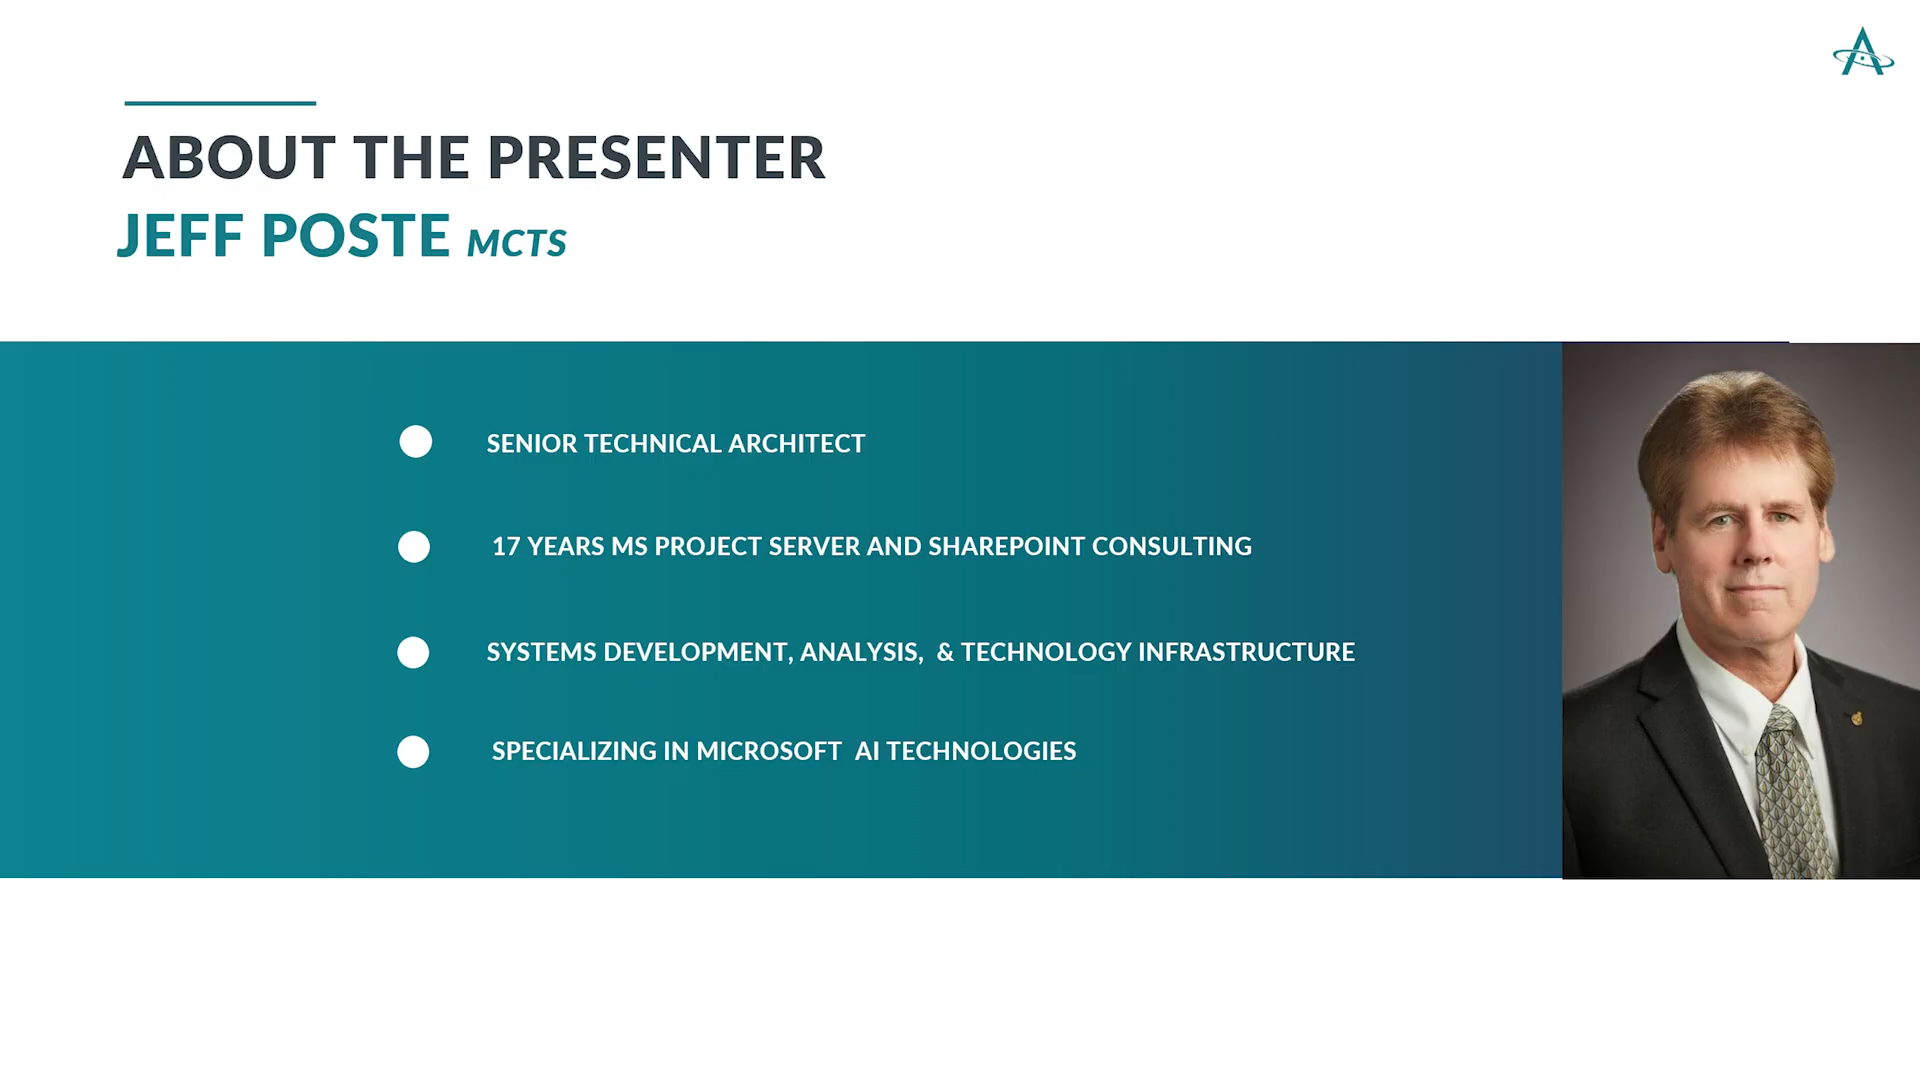 ABOUT THE PRESENTER
JEFF POSTE MCTS
SENIOR TECHNICAL ARCHITECT
17 YEARS MS PROJECT SERVER AND SHAREPOINT CONSULTING
SYSTEMS DEVELOPMENT, ANALYSIS, & TECHNOLOGY INFRASTRUCTURE
SPECIALIZING IN MICROSOFT AI TECHNOLOGIES